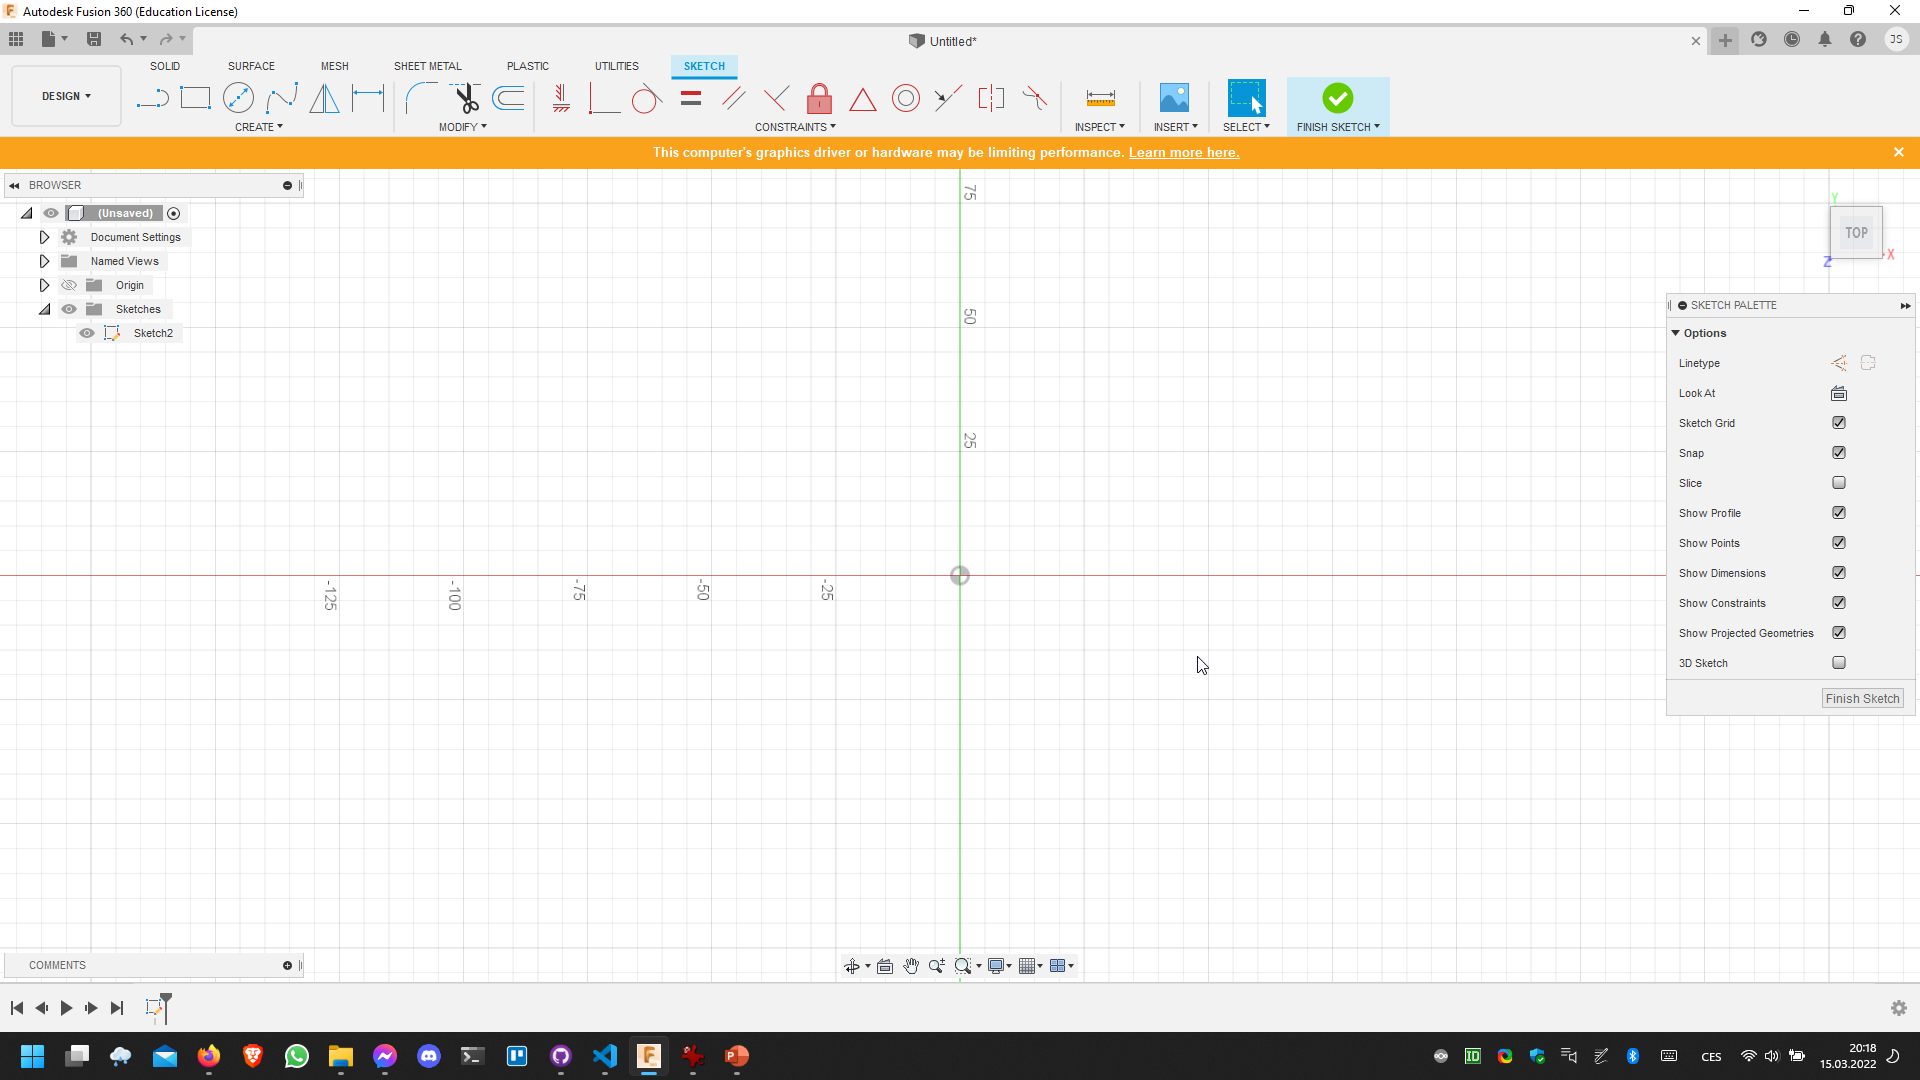 Autodesk Fusion 360 (Education License)
Untitled*
JS
SOLID SURFACE MESH SHEET METAL PLASTIC UTILITIES SKETCH
DESIGN
CREATE MODIFY CONSTRAINTS INSPECT INSERT SELECT FINISH SKETCH
This computer's graphics driver or hardware may be limiting performance. Learn more here.
BROWSER
(Unsaved)
Document Settings
Named Views
Origin
Sketches
Sketch2
75
50
25
-125
-100
-75
-50
-25
Y
TOP
X
Z
SKETCH PALETTE
Options
Linetype
Look At
Sketch Grid
Snap
Slice
Show Profile
Show Points
Show Dimensions
Show Constraints
Show Projected Geometries
3D Sketch
Finish Sketch
COMMENTS
CES
20:18
15.03.2022